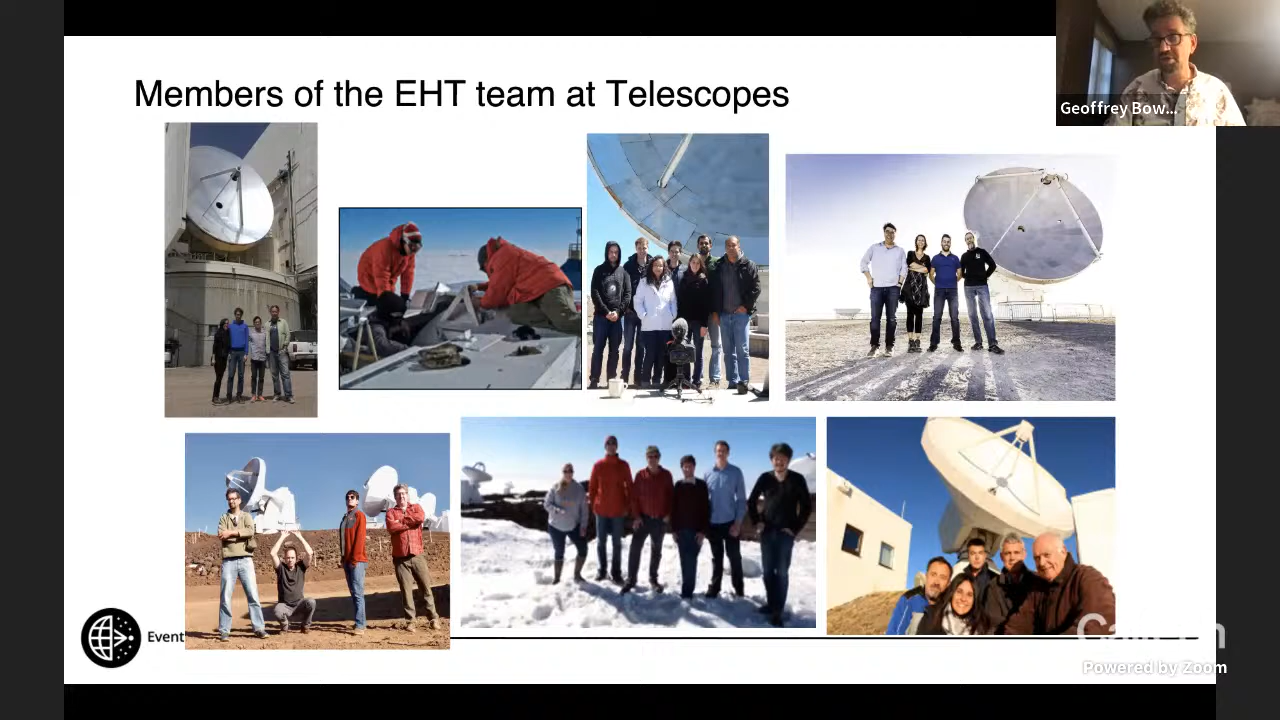 Members of the EHT team at Telescopes
Geoffrey Bow...
Event
Powered by Zoom